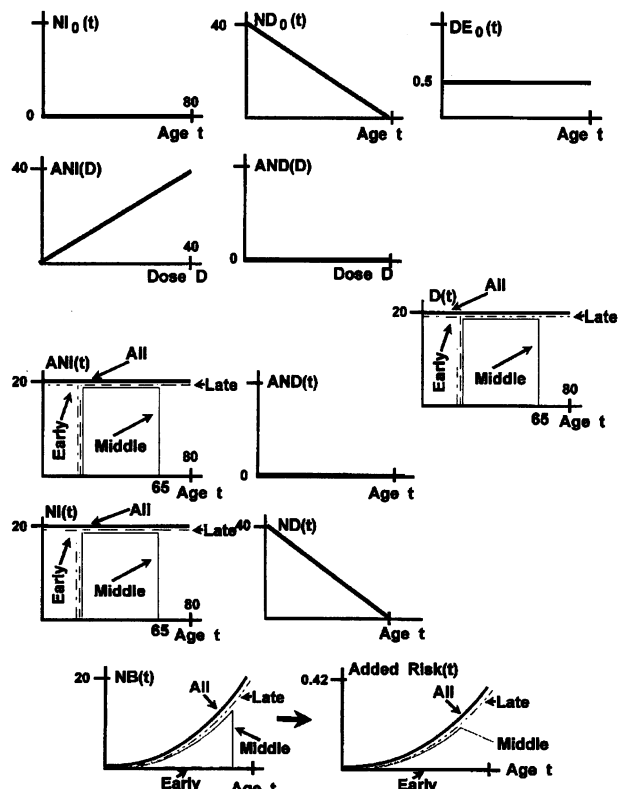 NI₀(t)
0
80
Age t
40
ND₀(t)
Age t
DE₀(t)
0.5
Age t
40
ANI(D)
40
Dose D
AND(D)
0
Dose D
D(t)
All
20
Late
Early
Middle
80
65 Age t
ANI(t)
All
20
Late
Early
Middle
80
65 Age t
AND(t)
0
Age t
NI(t)
All
20
Late
Early
Middle
80
65 Age t
40
ND(t)
Age t
20
NB(t)
All
Late
Middle
Early
Age t
0.42
Added Risk(t)
All
Late
Middle
Early
Age t